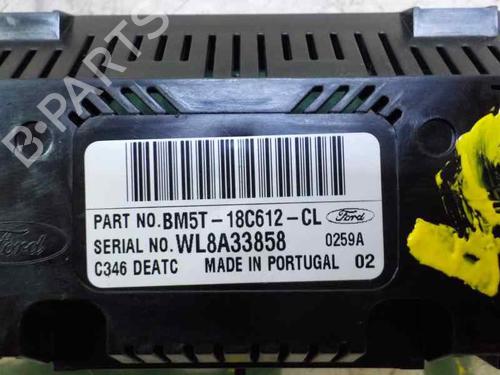 B-PARTS
PART NO. BM5T-18C612-CL Ford
SERIAL NO. WL8A33858 0259A
C346 DEATC MADE IN PORTUGAL 02
Ford